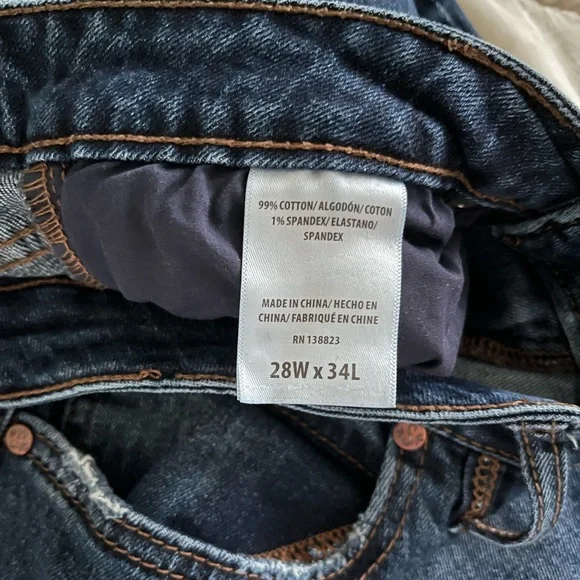 99% COTTON/ ALGODÓN/ COTON
1% SPANDEX/ ELASTANO/
SPANDEX
MADE IN CHINA/ HECHO EN
CHINA/ FABRIQUÉ EN CHINE
RN 138823
28W x 34L